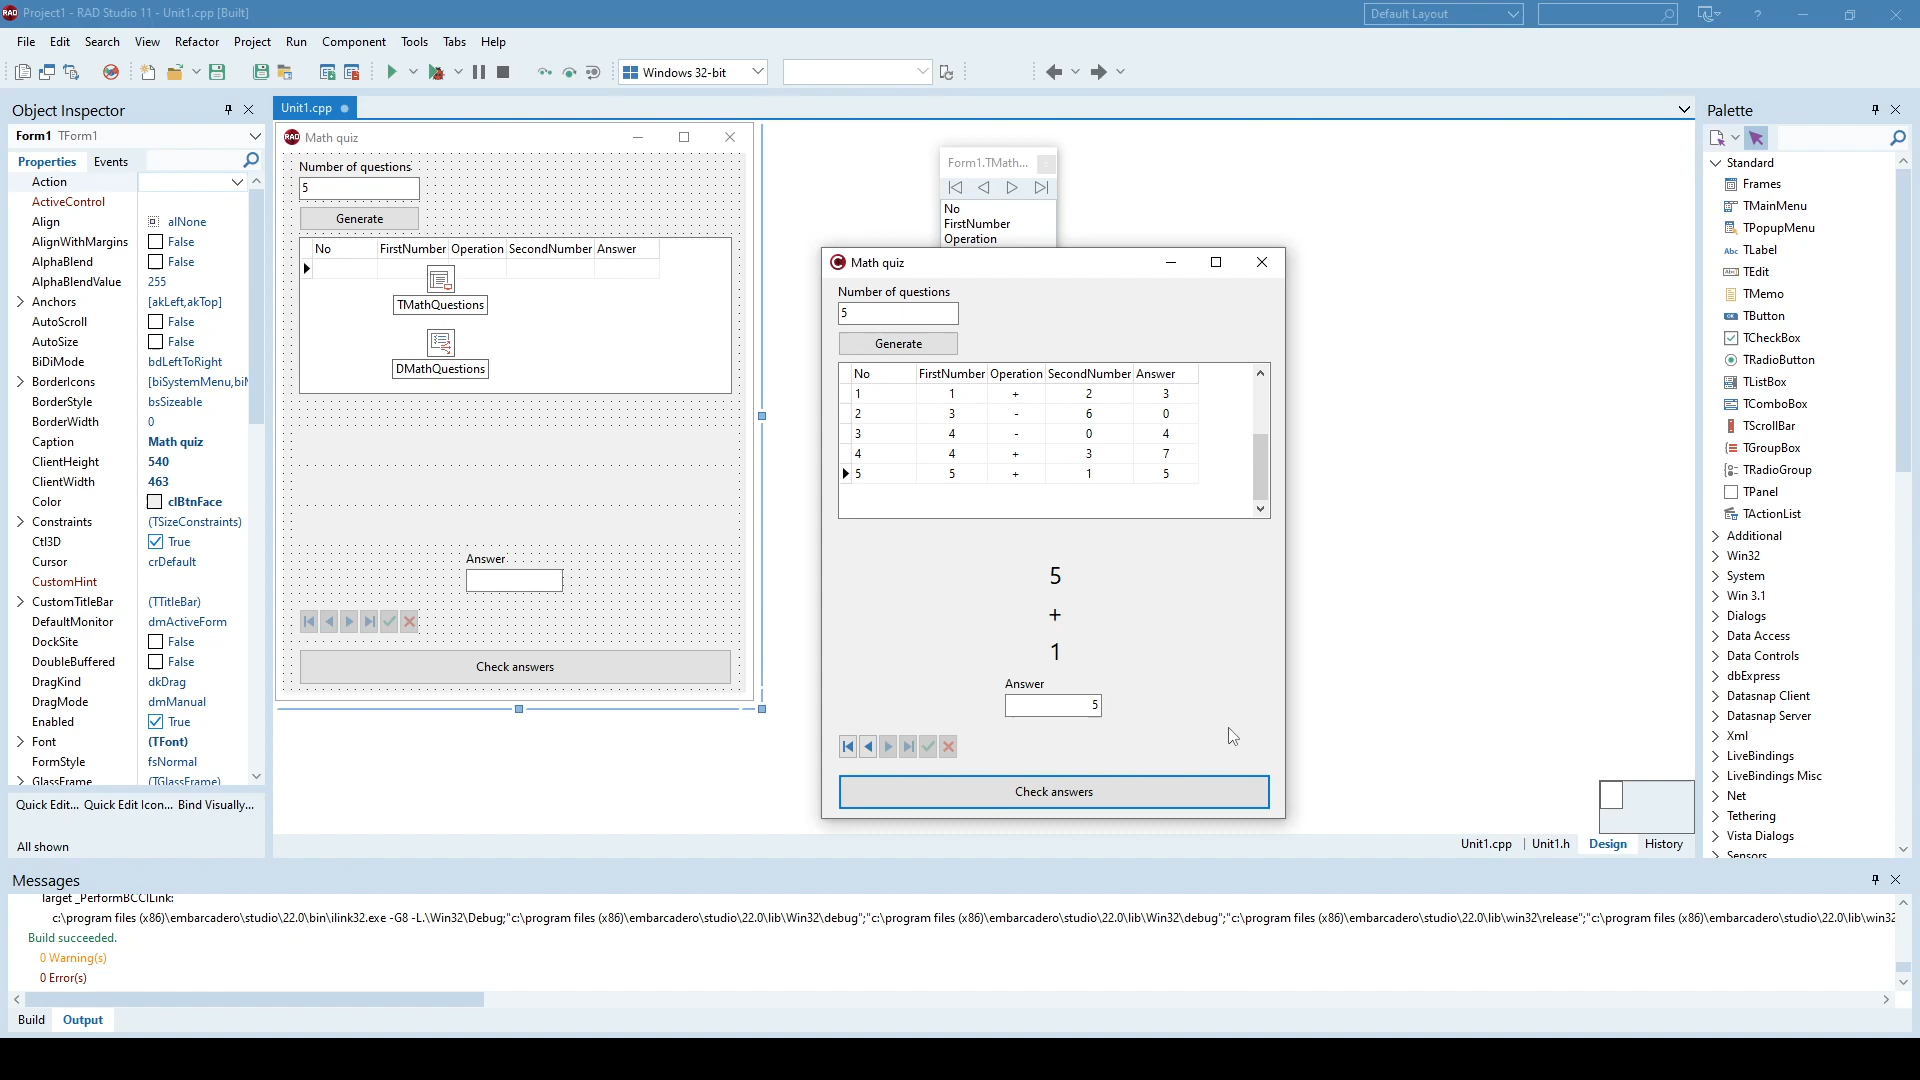 Project1 - RAD Studio 11 - Unit1.cpp [Built]
Default Layout
?
File Edit Search View Refactor Project Run Component Tools Tabs Help
Windows 32-bit
Object Inspector
Form1 TForm1
Properties Events
Action
ActiveControl
Align alNone
AlignWithMargins False
AlphaBlend False
AlphaBlendValue 255
Anchors [akLeft,akTop]
AutoScroll False
AutoSize False
BiDiMode bdLeftToRight
BorderIcons [biSystemMenu,biM
BorderStyle bsSizeable
BorderWidth 0
Caption Math quiz
ClientHeight 540
ClientWidth 463
Color clBtnFace
Constraints (TSizeConstraints)
Ctl3D True
Cursor crDefault
CustomHint
CustomTitleBar (TTitleBar)
DefaultMonitor dmActiveForm
DockSite False
DoubleBuffered False
DragKind dkDrag
DragMode dmManual
Enabled True
Font (TFont)
FormStyle fsNormal
GlassFrame (TGlassFrame)
Quick Edit... Quick Edit Icon... Bind Visually...
All shown
Unit1.cpp
RAD Math quiz
Number of questions
5
Generate
No FirstNumber Operation SecondNumber Answer
TMathQuestions
DMathQuestions
Answer
Check answers
Form1.TMath...
No
FirstNumber
Operation
Math quiz
Number of questions
5
Generate
No FirstNumber Operation SecondNumber Answer
1 1 + 2 3
2 3 - 6 0
3 4 - 0 4
4 4 + 3 7
5 5 + 1 5
5
+
1
Answer
5
Check answers
Unit1.cpp Unit1.h Design History
Palette
Standard
Frames
TMainMenu
TPopupMenu
TLabel
TEdit
TMemo
TButton
TCheckBox
TRadioButton
TListBox
TComboBox
TScrollBar
TGroupBox
TRadioGroup
TPanel
TActionList
Additional
Win32
System
Win 3.1
Dialogs
Data Access
Data Controls
dbExpress
Datasnap Client
Datasnap Server
Xml
LiveBindings
LiveBindings Misc
Net
Tethering
Vista Dialogs
Sensors
Messages
Target _PerformBCCILink:
c:\program files (x86)\embarcadero\studio\22.0\bin\ilink32.exe -G8 -L.\Win32\Debug;"c:\program files (x86)\embarcadero\studio\22.0\lib\Win32\debug";"c:\program files (x86)\embarcadero\studio\22.0\lib\Win32\debug";"c:\program files (x86)\embarcadero\studio\22.0\lib\win32\release";"c:\program files (x86)\embarcadero\studio\22.0\lib\win32
Build succeeded.
0 Warning(s)
0 Error(s)
Build Output